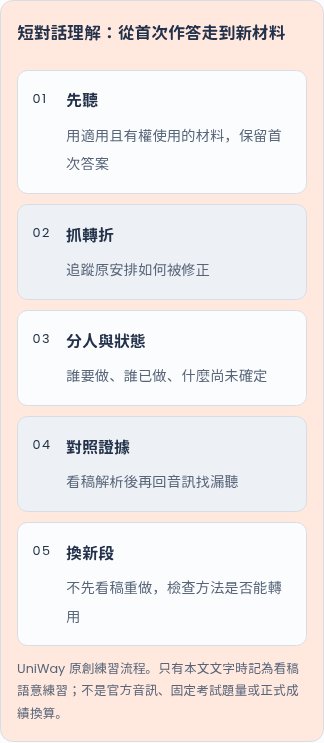 短對話理解：從首次作答走到新材料
01 先聽
用適用且有權使用的材料，保留首
次答案
02 抓轉折
追蹤原安排如何被修正
03 分人與狀態
誰要做、誰已做、什麼尚未確定
04 對照證據
看稿解析後再回音訊找漏聽
05 換新段
不先看稿重做，檢查方法是否能轉
用
UniWay 原創練習流程。只有本文文字時記為看稿
語意練習；不是官方音訊、固定考試題量或正式成
績換算。